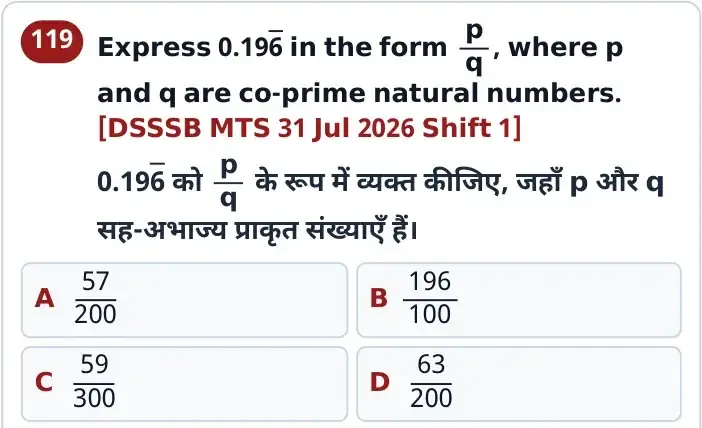 119 Express 0.196̅ in the form p/q, where p
and q are co-prime natural numbers.
[DSSSB MTS 31 Jul 2026 Shift 1]
0.196̅ को p/q के रूप में व्यक्त कीजिए, जहाँ p और q
सह-अभाज्य प्राकृत संख्याएँ हैं।
A 57/200 B 196/100
C 59/300 D 63/200